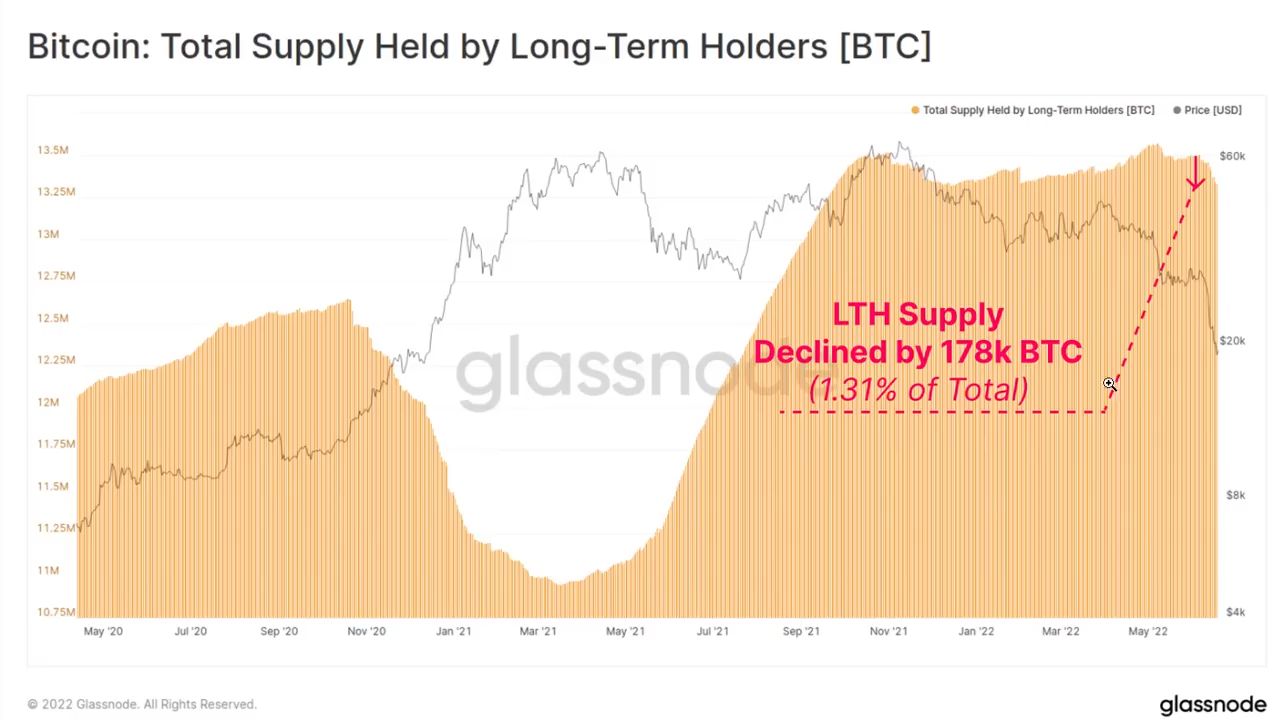 Bitcoin: Total Supply Held by Long-Term Holders [BTC]
Total Supply Held by Long-Term Holders [BTC] Price [USD]
13.5M
13.25M
13M
12.75M
12.5M
12.25M
12M
11.75M
11.5M
11.25M
11M
10.75M
$60k
$20k
$8k
$4k
glassnode
LTH Supply
Declined by 178k BTC
(1.31% of Total)
May '20 Jul '20 Sep '20 Nov '20 Jan '21 Mar '21 May '21 Jul '21 Sep '21 Nov '21 Jan '22 Mar '22 May '22
© 2022 Glassnode. All Rights Reserved.
glassnode